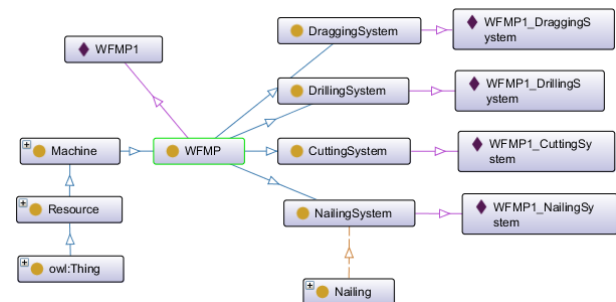 DraggingSystem
WFMP1_DraggingS
ystem
WFMP1
DrillingSystem
WFMP1_DrillingS
ystem
Machine
WFMP
CuttingSystem
WFMP1_CuttingSy
stem
Resource
NailingSystem
WFMP1_NailingSy
stem
owl:Thing
Nailing